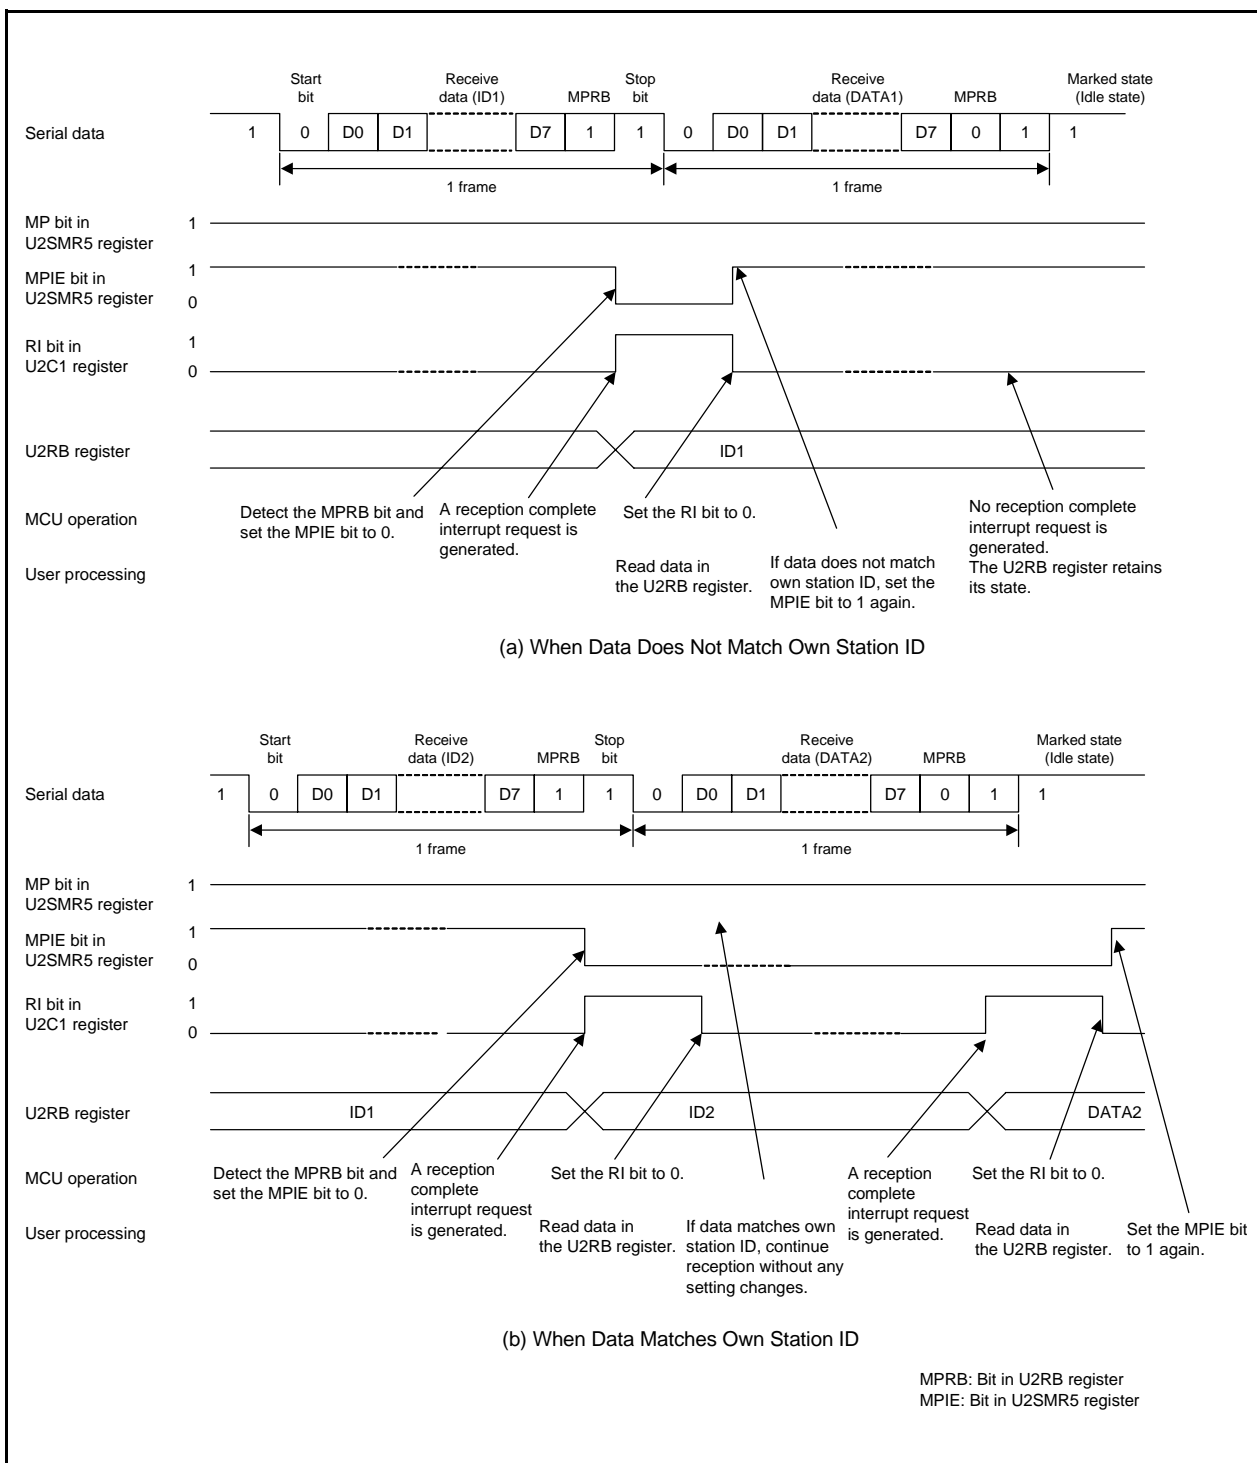 Start
bit
Receive
data (ID1)
MPRB
Stop
bit
Receive
data (DATA1)
MPRB
Marked state
(Idle state)
Serial data
1 0 D0 D1 D7 1 1 0 D0 D1 D7 0 1 1
1 frame 1 frame
MP bit in
U2SMR5 register
1
MPIE bit in
U2SMR5 register
1
0
RI bit in
U2C1 register
1
0
U2RB register
ID1
MCU operation
Detect the MPRB bit and
set the MPIE bit to 0.
A reception complete
interrupt request is
generated.
Set the RI bit to 0.
No reception complete
interrupt request is
generated.
The U2RB register retains
its state.
User processing
Read data in
the U2RB register.
If data does not match
own station ID, set the
MPIE bit to 1 again.
(a) When Data Does Not Match Own Station ID
Start
bit
Receive
data (ID2)
MPRB
Stop
bit
Receive
data (DATA2)
MPRB
Marked state
(Idle state)
Serial data
1 0 D0 D1 D7 1 1 0 D0 D1 D7 0 1 1
1 frame 1 frame
MP bit in
U2SMR5 register
1
MPIE bit in
U2SMR5 register
1
0
RI bit in
U2C1 register
1
0
U2RB register
ID1 ID2 DATA2
MCU operation
Detect the MPRB bit and
set the MPIE bit to 0.
A reception
complete
interrupt request
is generated.
Set the RI bit to 0.
A reception
complete
interrupt request
is generated.
Set the RI bit to 0.
User processing
Read data in
the U2RB register.
If data matches own
station ID, continue
reception without any
setting changes.
Read data in
the U2RB register.
Set the MPIE bit
to 1 again.
(b) When Data Matches Own Station ID
MPRB: Bit in U2RB register
MPIE: Bit in U2SMR5 register